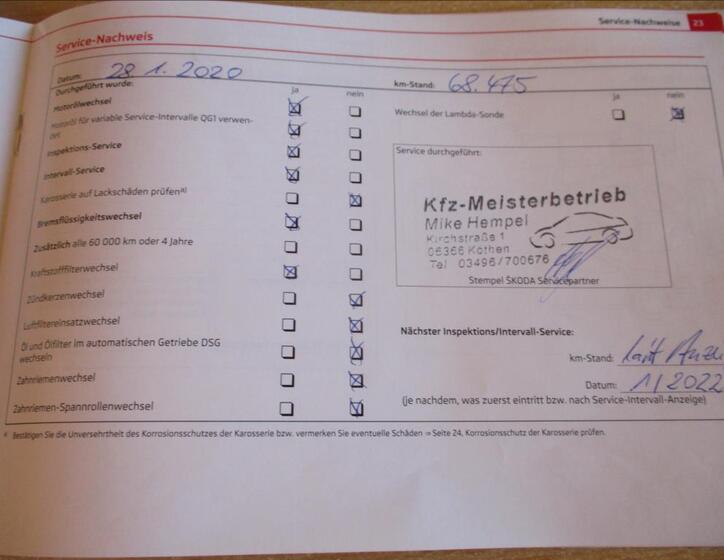 Service-Nachweise 23
Service-Nachweis
Datum: 28 1. 2020
km-Stand: 68.475
Durchgeführt wurde: ja nein
ja nein
Motorölwechsel
Wechsel der Lambda-Sonde
Motoröl für variable Service-Intervalle QG1 verwen-
det
Inspektions-Service
Intervall-Service
Karosserie auf Lackschäden prüfena)
Bremsflüssigkeitswechsel
Zusätzlich alle 60 000 km oder 4 Jahre
Kraftstofffilterwechsel
Zündkerzenwechsel
Luftfiltereinsatzwechsel
Öl und Ölfilter im automatischen Getriebe DSG
wechseln
Zahnriemenwechsel
Zahnriemen-Spannrollenwechsel
Service durchgeführt:
Kfz-Meisterbetrieb
Mike Hempel
Kirchstraße 1
06366 Köthen
Tel 03496/700676
Stempel ŠKODA Servicepartner
Nächster Inspektions/Intervall-Service:
km-Stand: laut
Datum: 1/2022
(je nachdem, was zuerst eintritt bzw. nach Service-Intervall-Anzeige)
a) Bestätigen Sie die Unversehrtheit des Korrosionsschutzes der Karosserie bzw. vermerken Sie eventuelle Schäden ⇒ Seite 24, Korrosionsschutz der Karosserie prüfen.